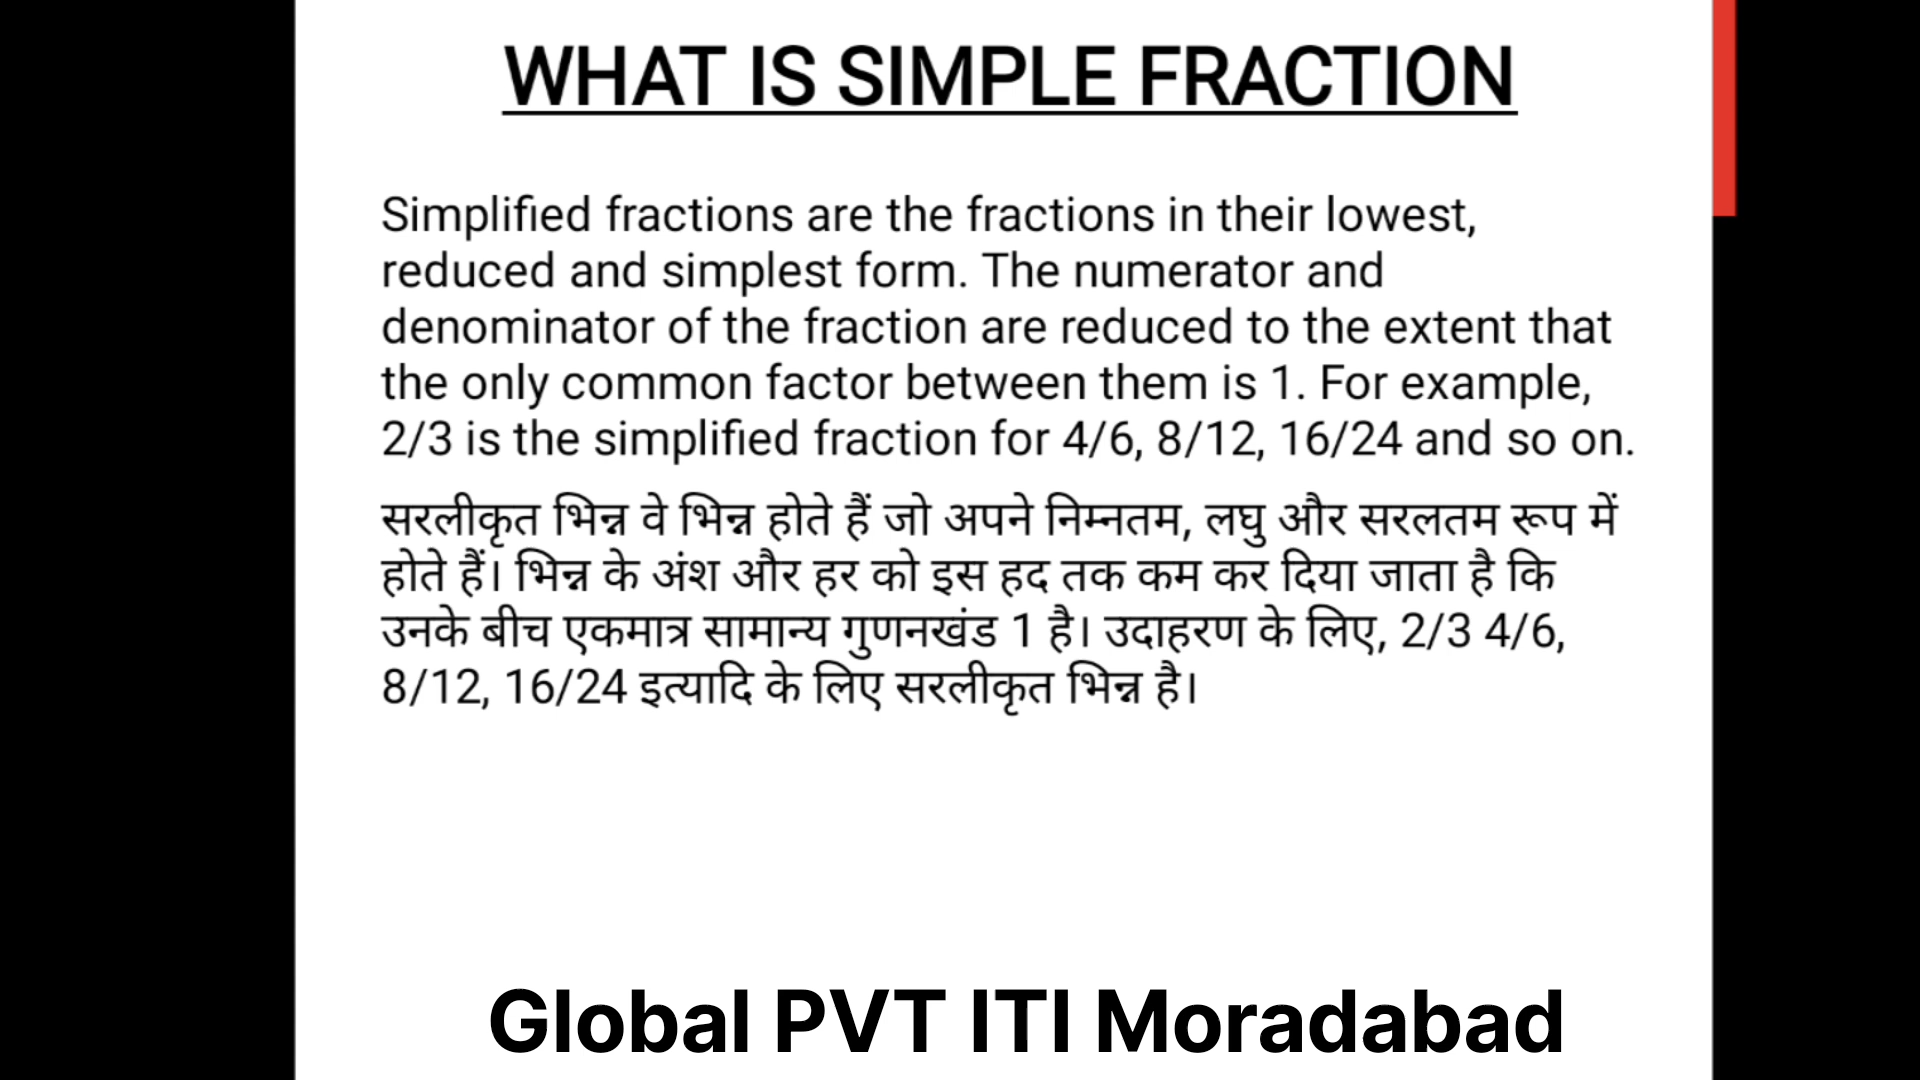 WHAT IS SIMPLE FRACTION
Simplified fractions are the fractions in their lowest,
reduced and simplest form. The numerator and
denominator of the fraction are reduced to the extent that
the only common factor between them is 1. For example,
2/3 is the simplified fraction for 4/6, 8/12, 16/24 and so on.
सरलीकृत भिन्न वे भिन्न होते हैं जो अपने निम्नतम, लघु और सरलतम रूप में
होते हैं। भिन्न के अंश और हर को इस हद तक कम कर दिया जाता है कि
उनके बीच एकमात्र सामान्य गुणनखंड 1 है। उदाहरण के लिए, 2/3 4/6,
8/12, 16/24 इत्यादि के लिए सरलीकृत भिन्न है।
Global PVT ITI Moradabad